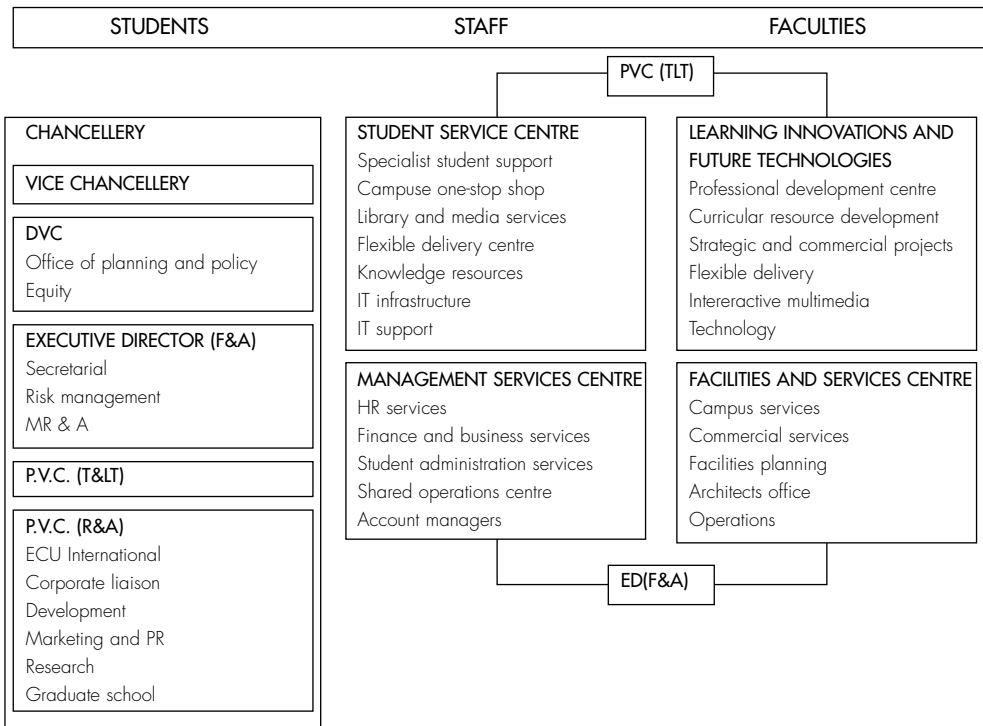 STUDENTS STAFF FACULTIES
PVC (TLT)
CHANCELLERY
VICE CHANCELLERY
DVC
Office of planning and policy
Equity
EXECUTIVE DIRECTOR (F&A)
Secretarial
Risk management
MR & A
P.V.C. (T&LT)
P.V.C. (R&A)
ECU International
Corporate liaison
Development
Marketing and PR
Research
Graduate school
STUDENT SERVICE CENTRE
Specialist student support
Campuse one-stop shop
Library and media services
Flexible delivery centre
Knowledge resources
IT infrastructure
IT support
LEARNING INNOVATIONS AND
FUTURE TECHNOLOGIES
Professional development centre
Curricular resource development
Strategic and commercial projects
Flexible delivery
Intereractive multimedia
Technology
MANAGEMENT SERVICES CENTRE
HR services
Finance and business services
Student administration services
Shared operations centre
Account managers
FACILITIES AND SERVICES CENTRE
Campus services
Commercial services
Facilities planning
Architects office
Operations
ED(F&A)